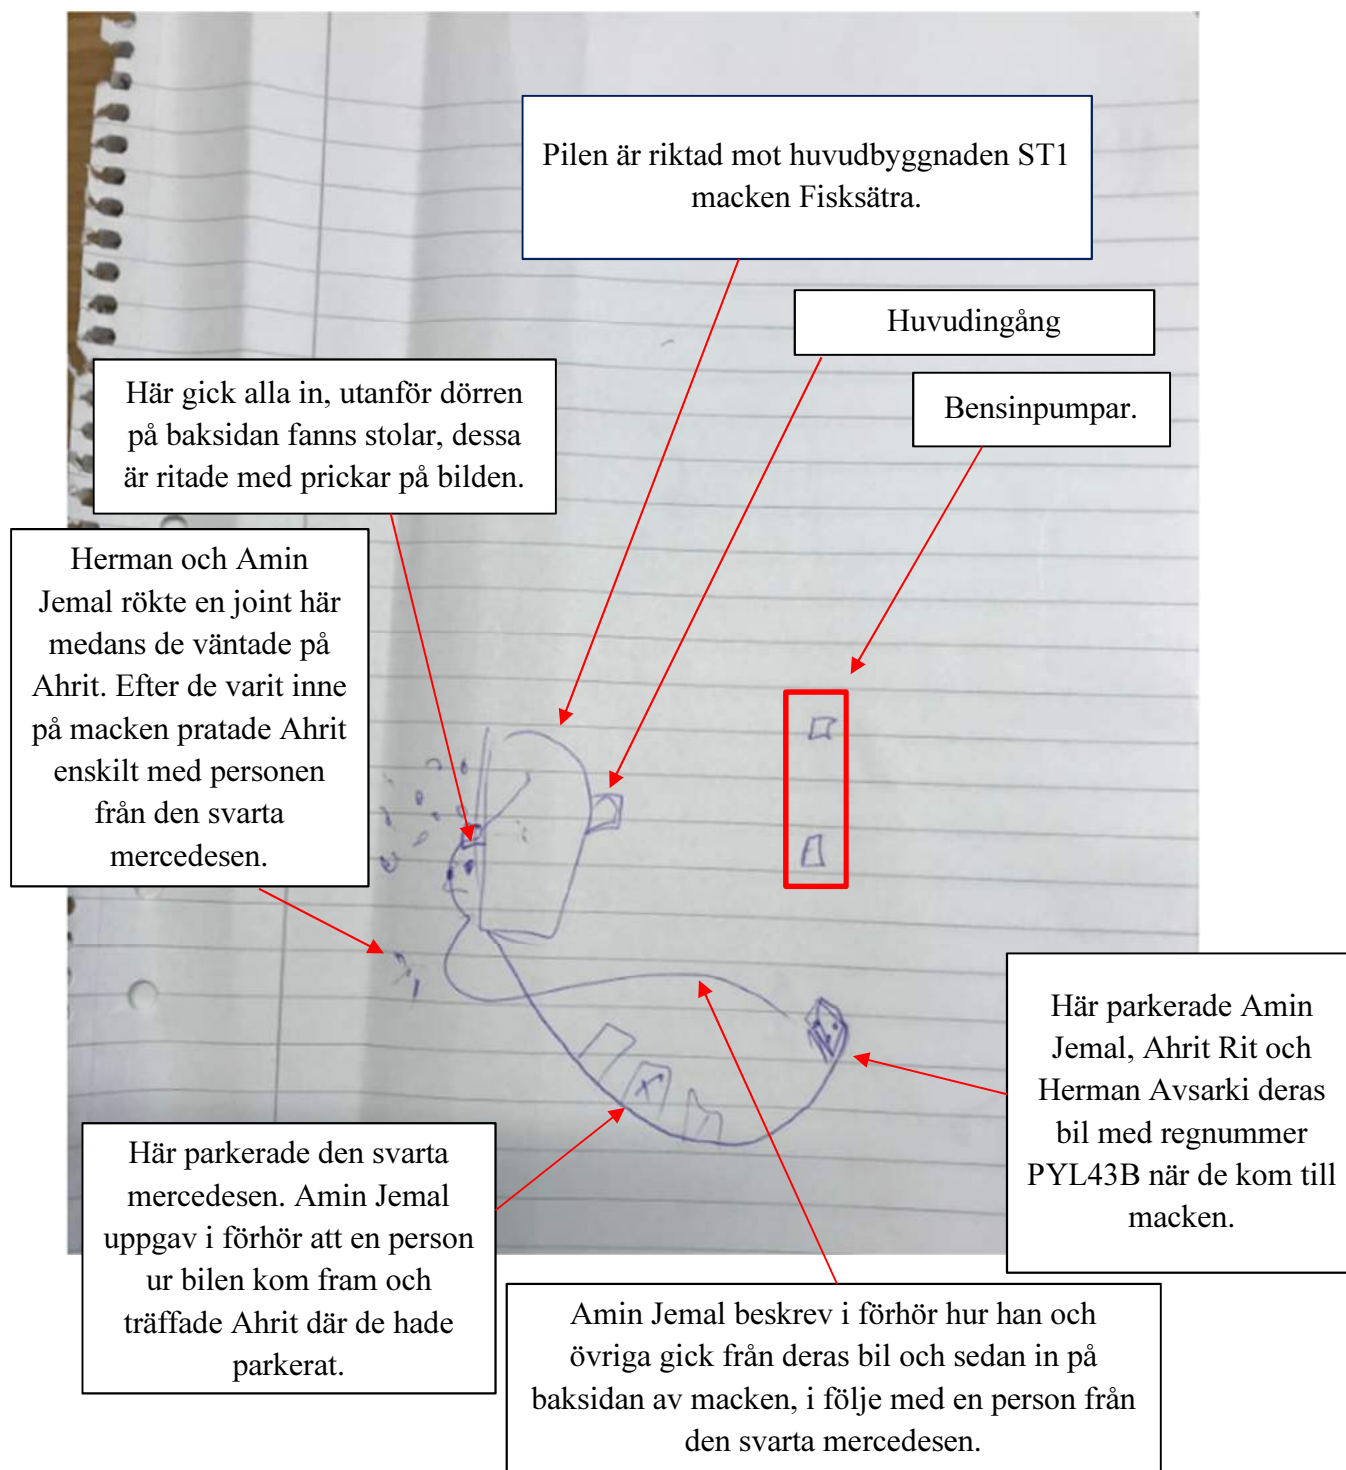 Pilen är riktad mot huvudbyggnaden ST1
macken Fisksätra.
Huvudingång
Bensinpumpar.
Här gick alla in, utanför dörren
på baksidan fanns stolar, dessa
är ritade med prickar på bilden.
Herman och Amin
Jemal rökte en joint här
medans de väntade på
Ahrit. Efter de varit inne
på macken pratade Ahrit
enskilt med personen
från den svarta
mercedesen.
Här parkerade Amin
Jemal, Ahrit Rit och
Herman Avsarki deras
bil med regnummer
PYL43B när de kom till
macken.
Här parkerade den svarta
mercedesen. Amin Jemal
uppgav i förhör att en person
ur bilen kom fram och
träffade Ahrit där de hade
parkerat.
Amin Jemal beskrev i förhör hur han och
övriga gick från deras bil och sedan in på
baksidan av macken, i följe med en person från
den svarta mercedesen.